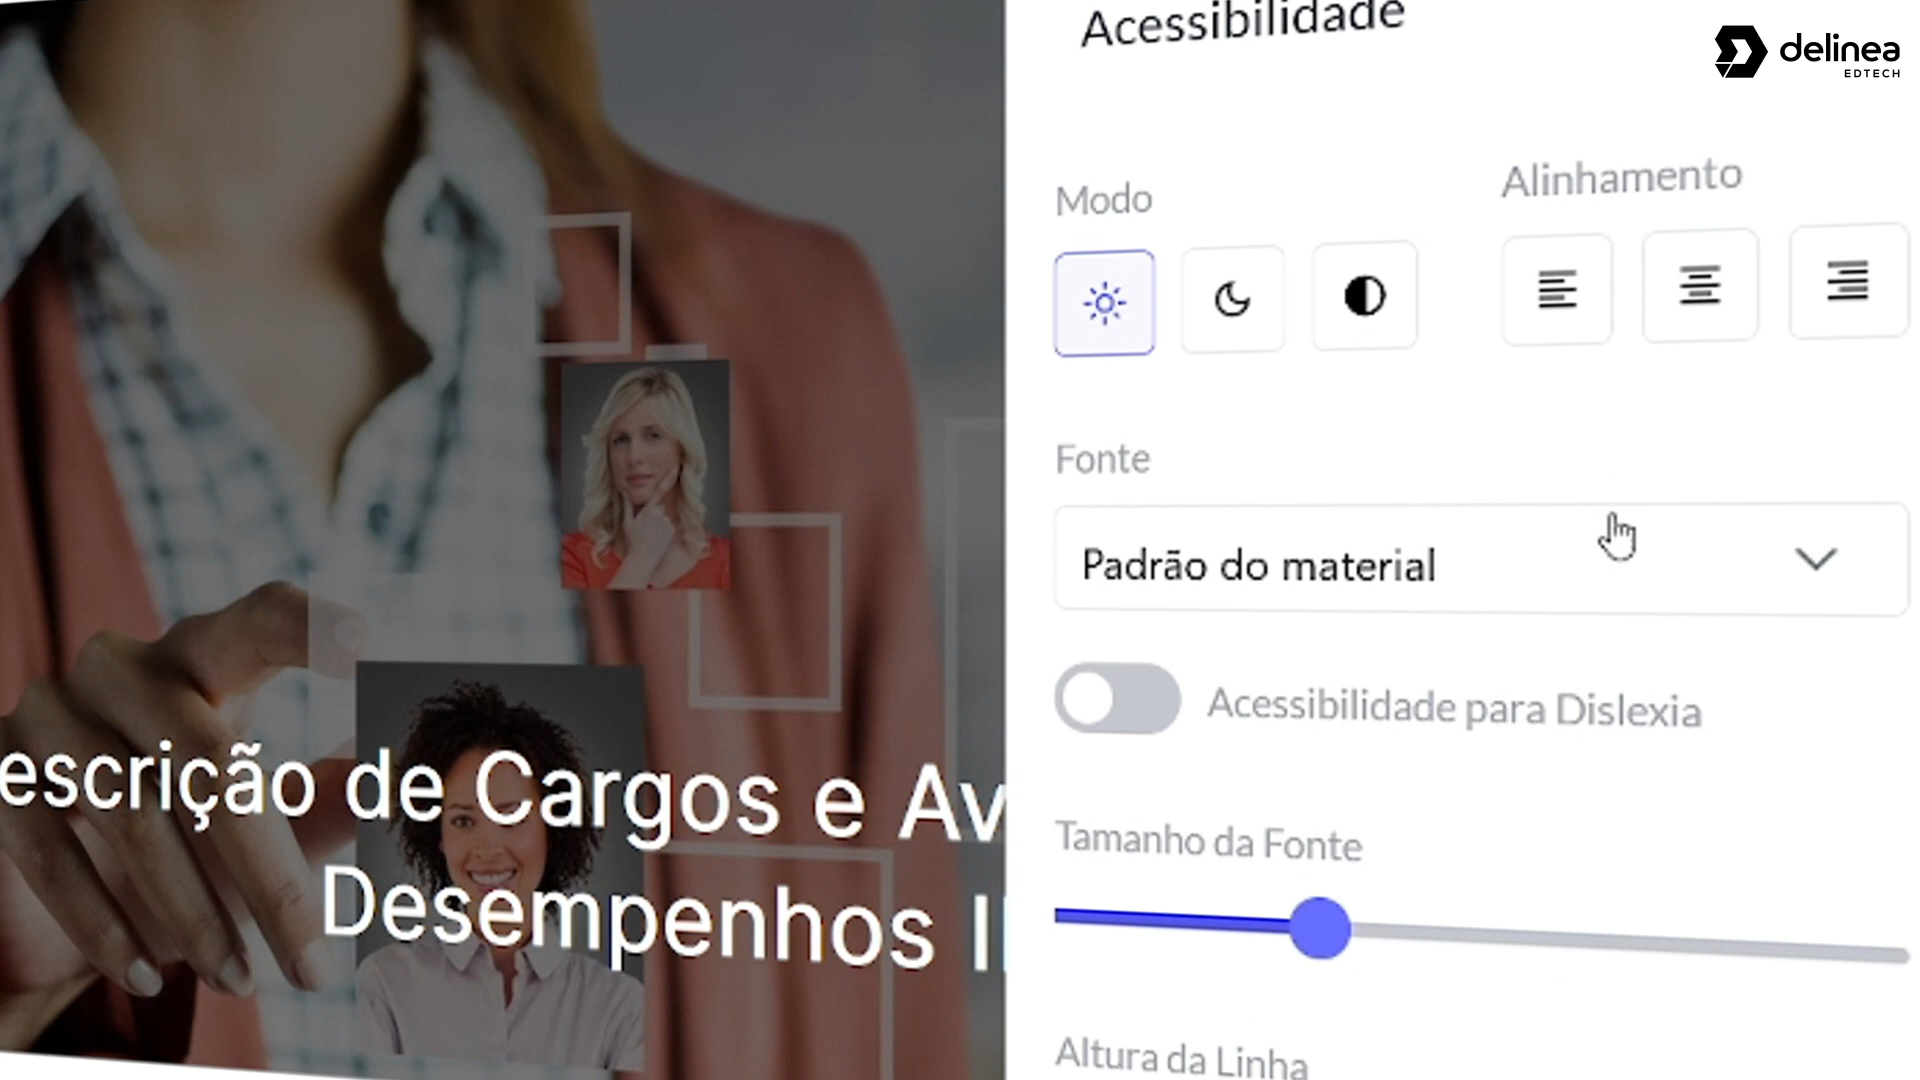 Acessibilidade
delinea
EDTECH
Modo
Alinhamento
Fonte
Padrão do material
Acessibilidade para Dislexia
Tamanho da Fonte
Altura da Linha
escrição de Cargos e Av
Desempenhos I